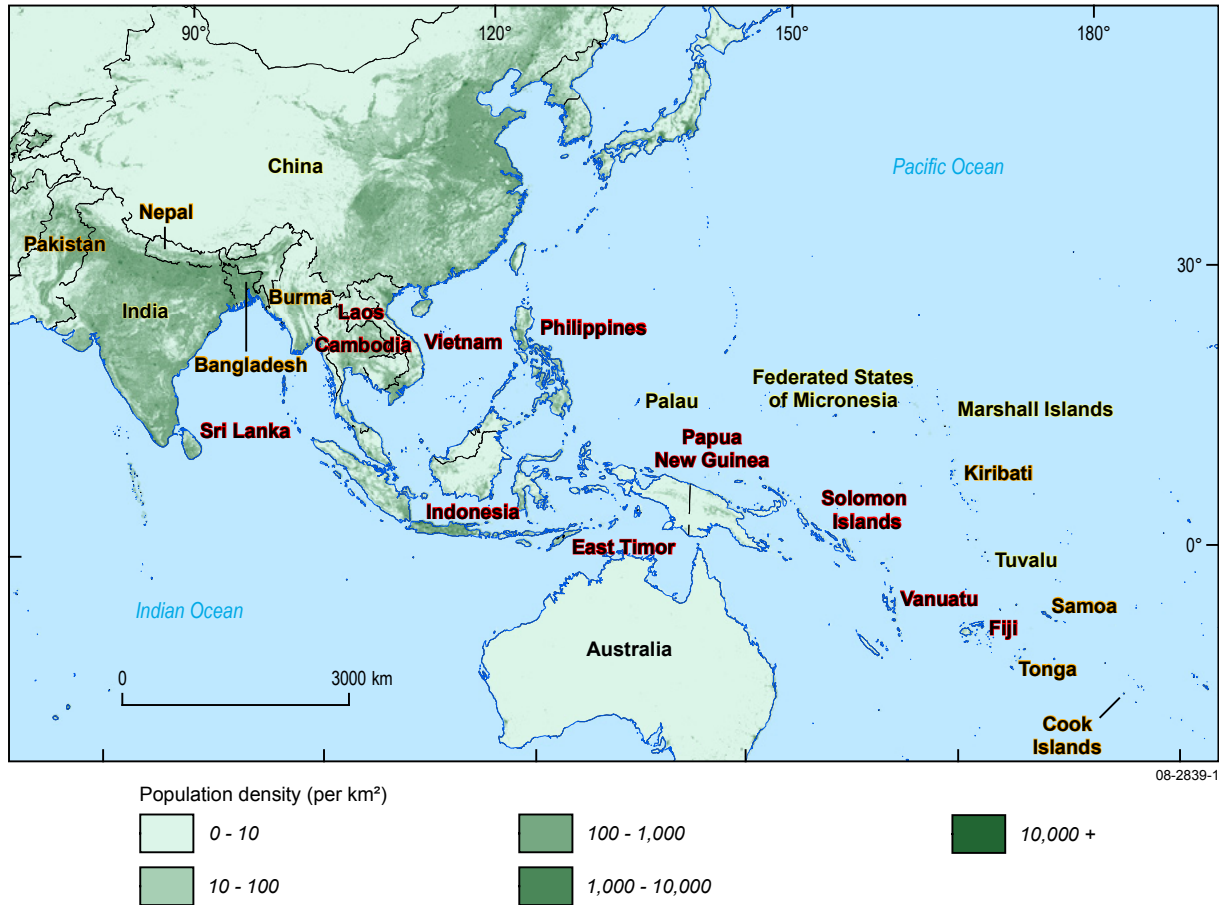 90°
120°
150°
180°
China
Pacific Ocean
Nepal
Pakistan
30°
India
Burma
Laos
Philippines
Cambodia
Vietnam
Bangladesh
Federated States
of Micronesia
Palau
Marshall Islands
Sri Lanka
Papua
New Guinea
Kiribati
Solomon
Islands
Indonesia
East Timor
0°
Tuvalu
Indian Ocean
Vanuatu
Samoa
Fiji
Australia
Tonga
0
3000 km
Cook
Islands
08-2839-1
Population density (per km²)
0 - 10
100 - 1,000
10,000 +
10 - 100
1,000 - 10,000